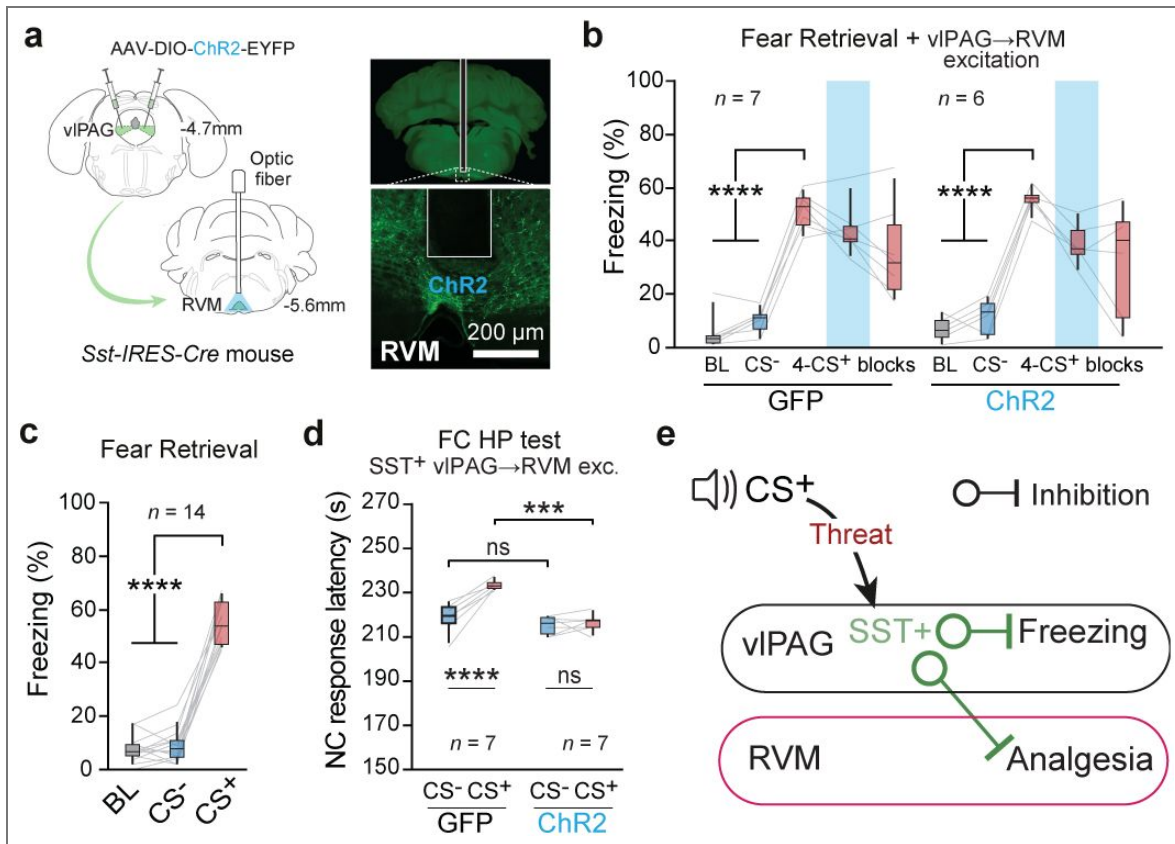 a
AAV-DIO-ChR2-EYFP
vlPAG
-4.7mm
Optic
fiber
RVM
-5.6mm
Sst-IRES-Cre mouse
ChR2
200 µm
RVM
b
Fear Retrieval + vlPAG→RVM
excitation
Freezing (%)
100
80
60
40
20
0
n = 7
n = 6
****
****
BL CS- 4-CS+ blocks
BL CS- 4-CS+ blocks
GFP
ChR2
c
Fear Retrieval
Freezing (%)
100
80
60
40
20
0
n = 14
****
BL
CS-
CS+
d
FC HP test
SST+ vlPAG→RVM exc.
NC response latency (s)
270
250
230
210
190
170
150
***
ns
****
ns
n = 7
n = 7
CS- CS+
CS- CS+
GFP
ChR2
e
CS+
Inhibition
Threat
vlPAG
SST+
Freezing
RVM
Analgesia